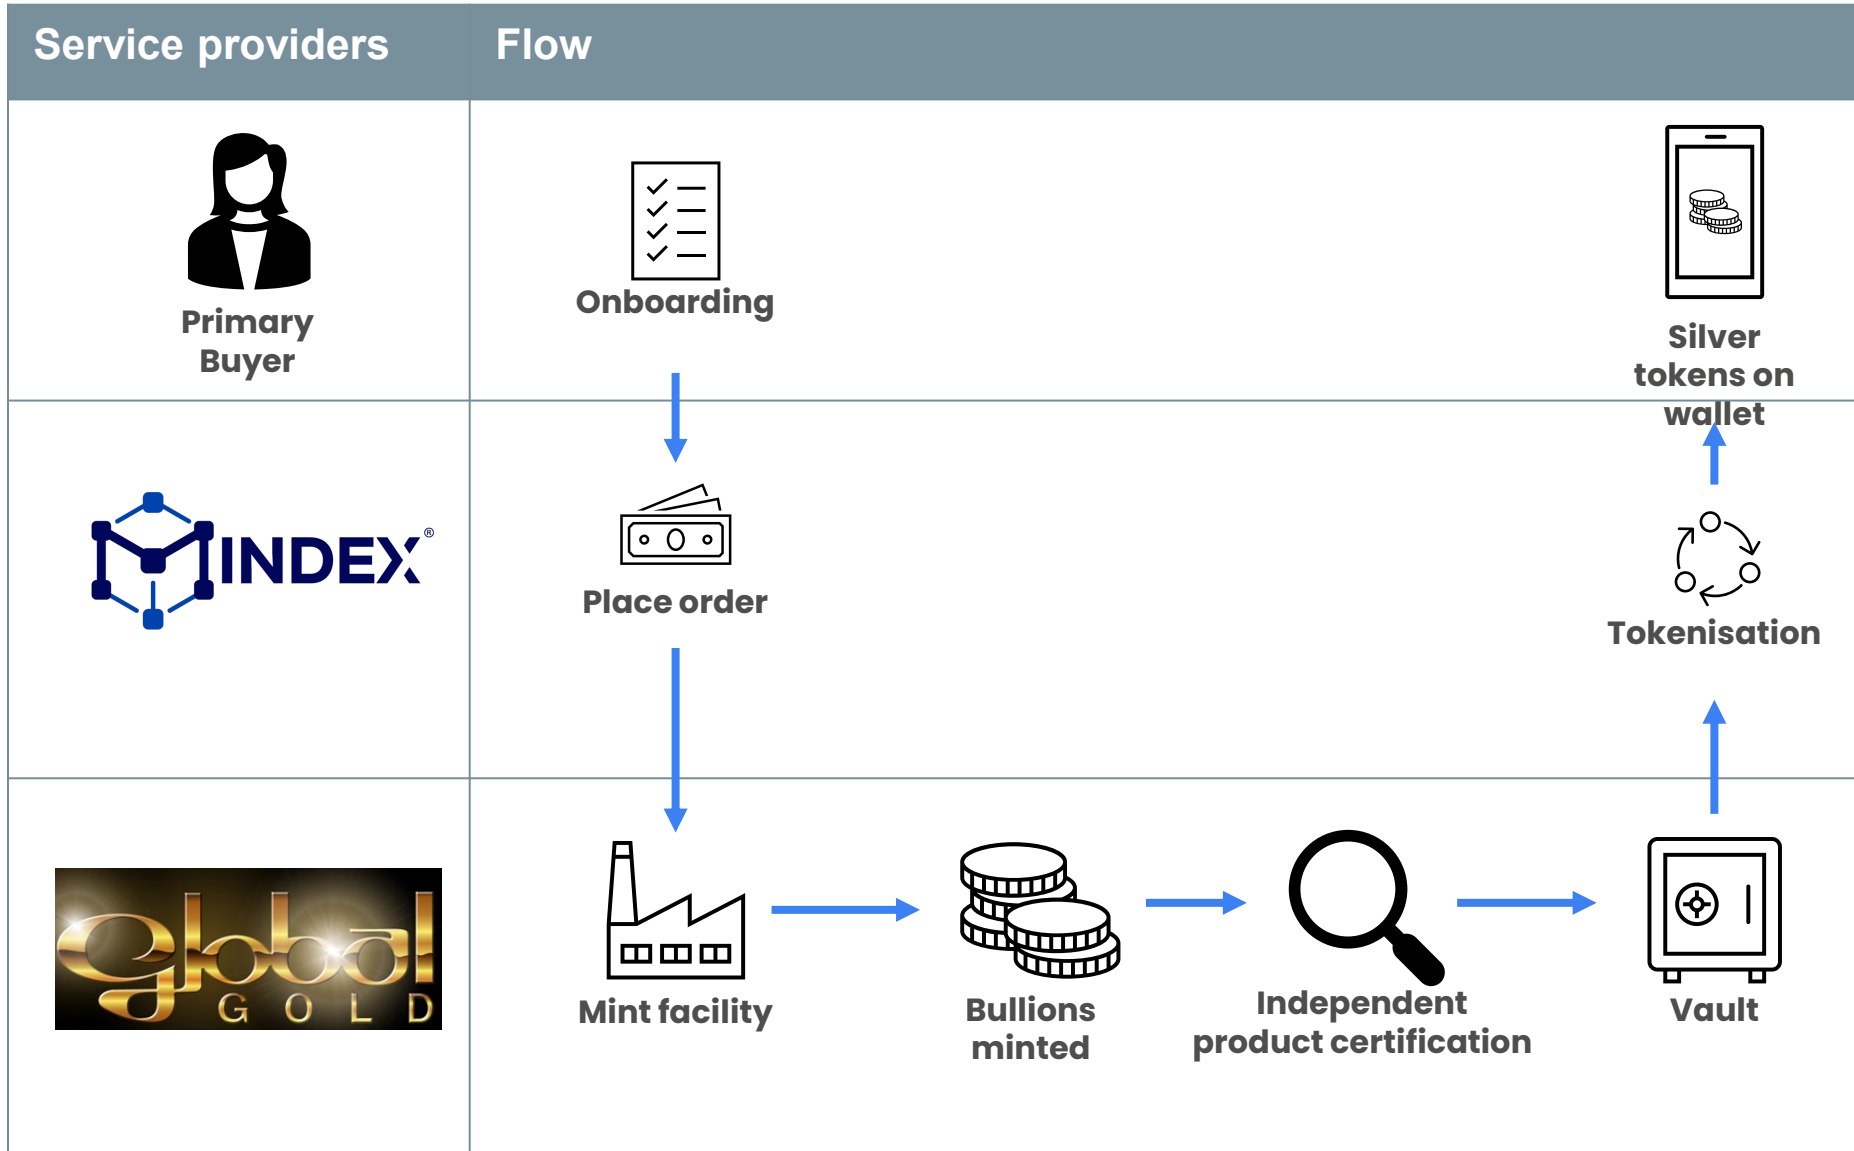 Service providers
Flow
Primary
Buyer
Onboarding
Silver
tokens on
wallet
INDEX®
Place order
Tokenisation
global
GOLD
Mint facility
Bullions
minted
Independent
product certification
Vault